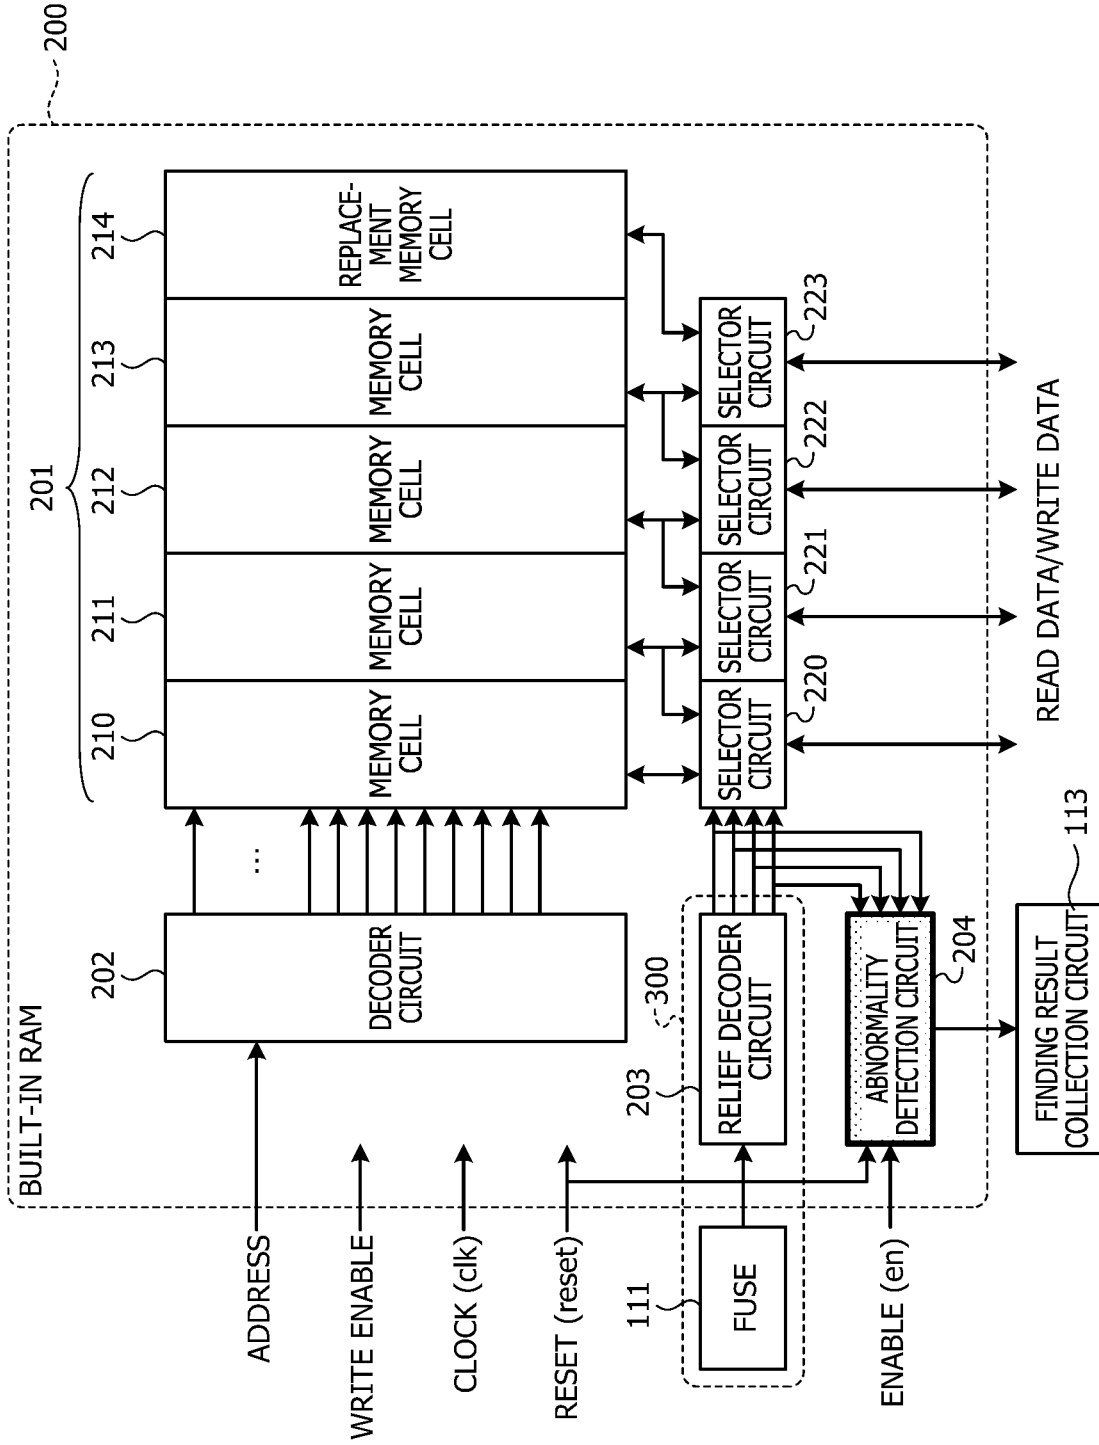 BUILT-IN RAM
200
201
210
211
212
213
214
202
MEMORY
CELL
MEMORY
CELL
MEMORY
CELL
MEMORY
CELL
REPLACE-
MENT
MEMORY
CELL
DECODER
CIRCUIT
...
ADDRESS
WRITE ENABLE
CLOCK (clk)
RESET (reset)
111
FUSE
300
203
RELIEF DECODER
CIRCUIT
SELECTOR
CIRCUIT
SELECTOR
CIRCUIT
SELECTOR
CIRCUIT
SELECTOR
CIRCUIT
220
221
222
223
ENABLE (en)
ABNORMALITY
DETECTION CIRCUIT
204
READ DATA/WRITE DATA
FINDING RESULT
COLLECTION CIRCUIT
113